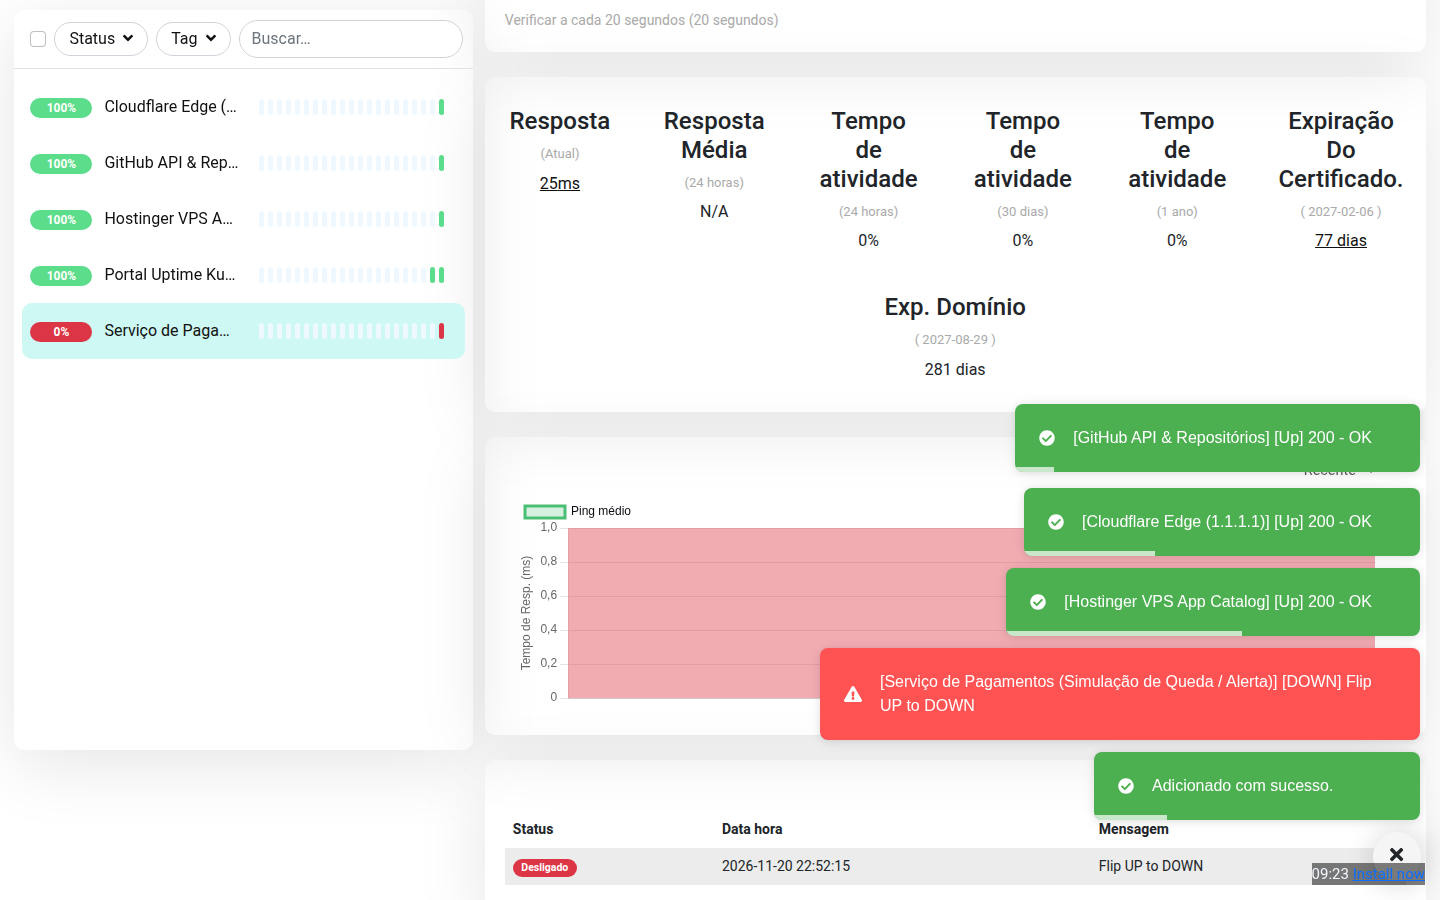 Verificar a cada 20 segundos (20 segundos)
Status
Tag
Buscar...
100%
Cloudflare Edge (...
100%
GitHub API & Rep...
100%
Hostinger VPS A...
100%
Portal Uptime Ku...
0%
Serviço de Paga...
Resposta
(Atual)
25ms
Resposta
Média
(24 horas)
N/A
Tempo
de
atividade
(24 horas)
0%
Tempo
de
atividade
(30 dias)
0%
Tempo
de
atividade
(1 ano)
0%
Expiração
Do
Certificado.
( 2027-02-06 )
77 dias
Exp. Domínio
( 2027-08-29 )
281 dias
[GitHub API & Repositórios] [Up] 200 - OK
Recente
[Cloudflare Edge (1.1.1.1)] [Up] 200 - OK
[Hostinger VPS App Catalog] [Up] 200 - OK
[Serviço de Pagamentos (Simulação de Queda / Alerta)] [DOWN] Flip
UP to DOWN
Adicionado com sucesso.
Ping médio
Tempo de Resp. (ms)
1,0
0,8
0,6
0,4
0,2
0
Status
Data hora
Mensagem
Desligado
2026-11-20 22:52:15
Flip UP to DOWN
09:23 Install now